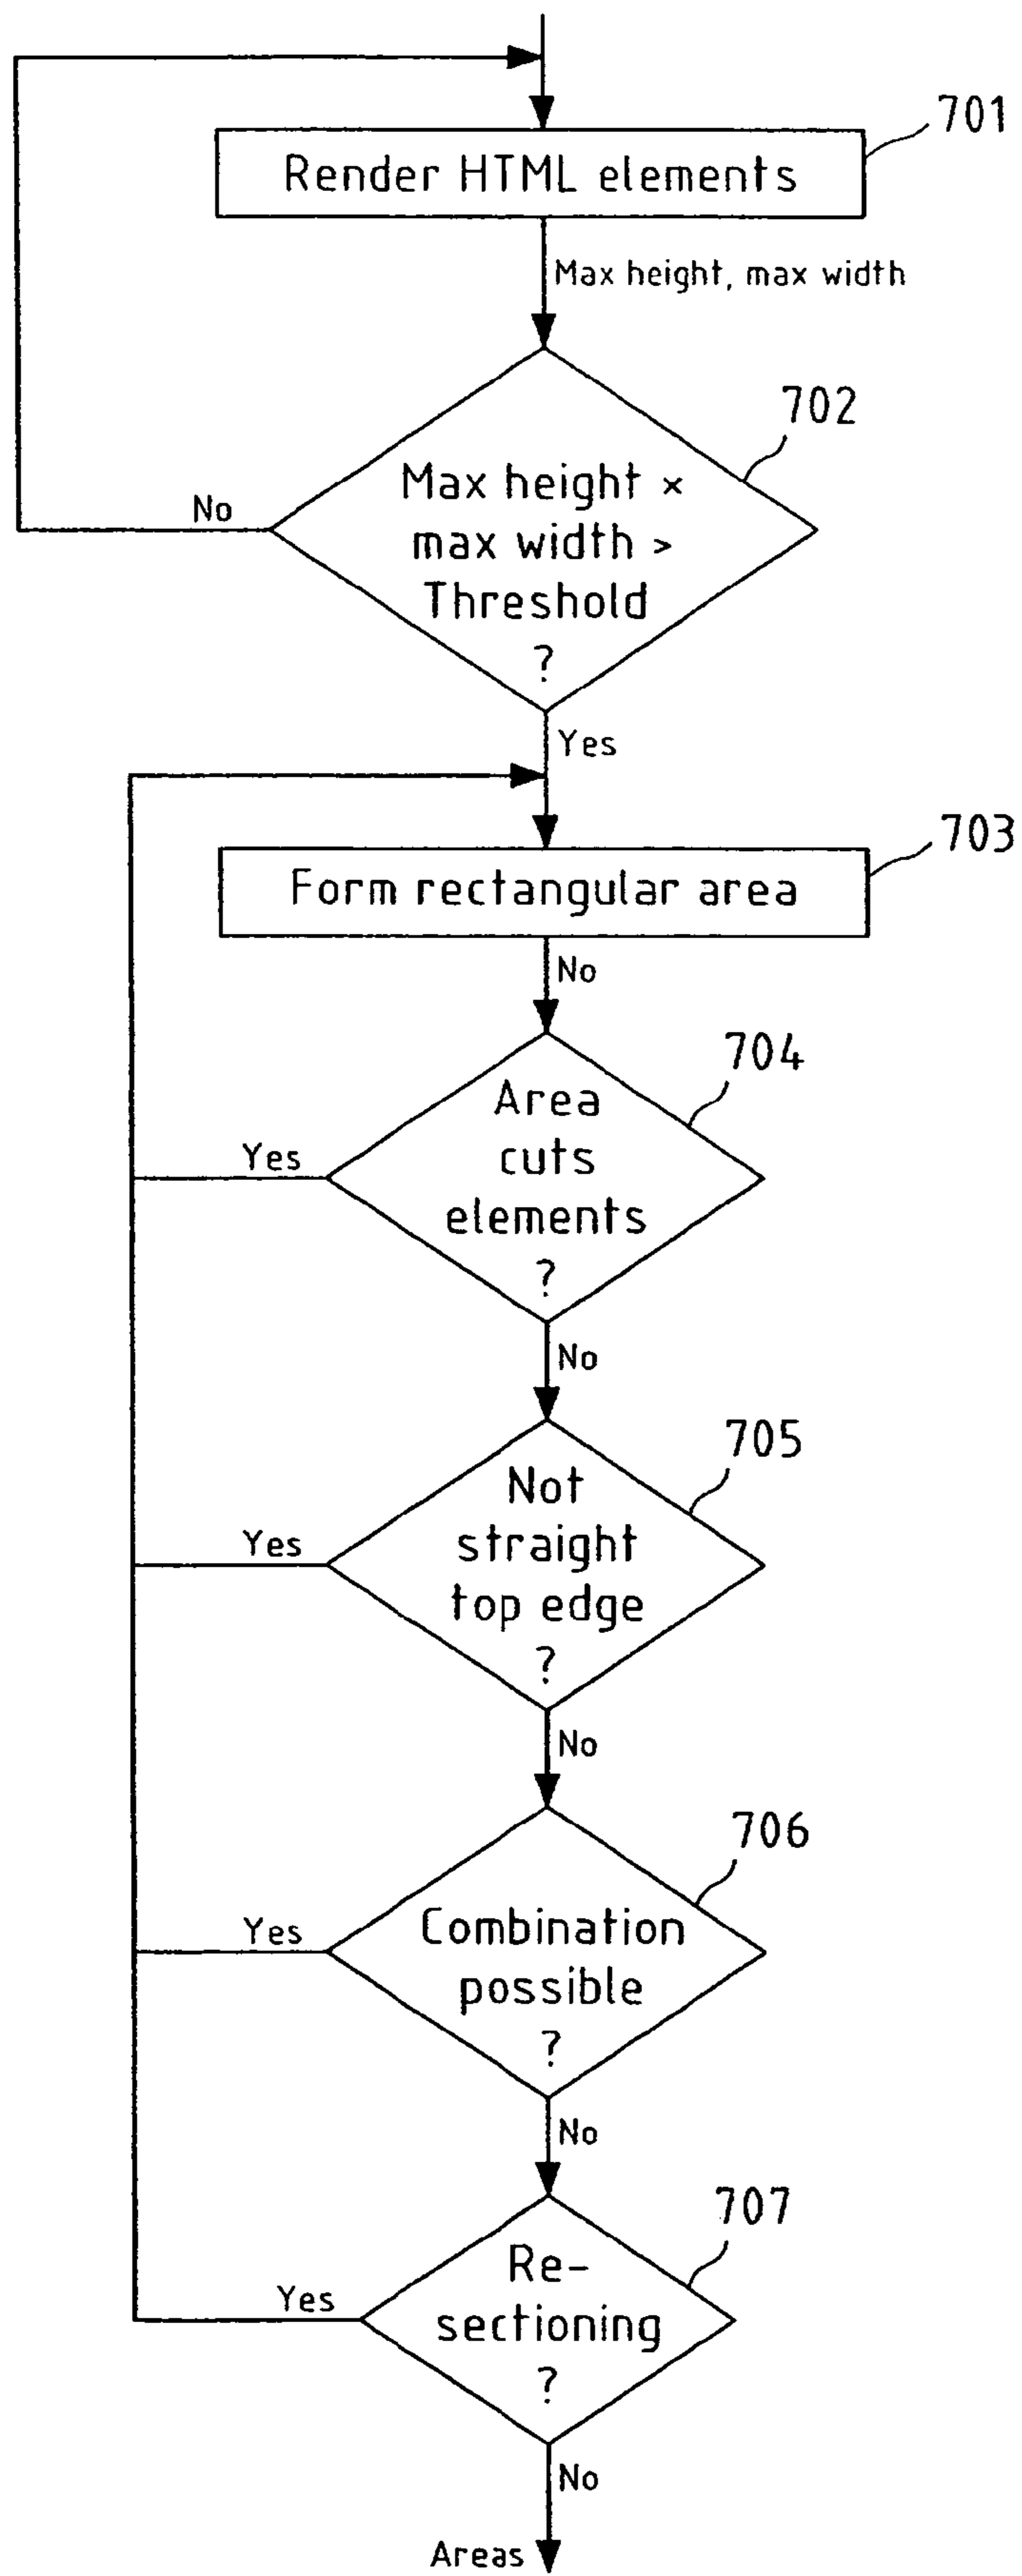 701
Render HTML elements
Max height, max width
702
Max height ×
max width >
Threshold
?
No
Yes
703
Form rectangular area
No
704
Area
cuts
elements
?
Yes
No
705
Not
straight
top edge
?
Yes
No
706
Combination
possible
?
Yes
No
707
Re-
sectioning
?
Yes
No
Areas